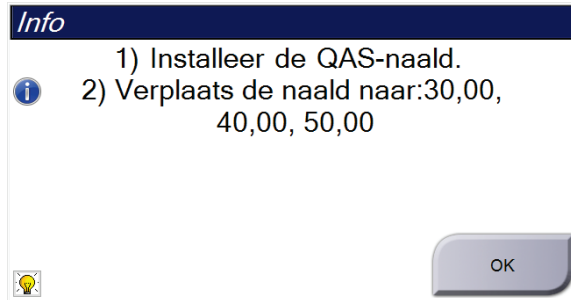 Info
1) Installeer de QAS-naald.
2) Verplaats de naald naar:30,00,
40,00, 50,00
OK